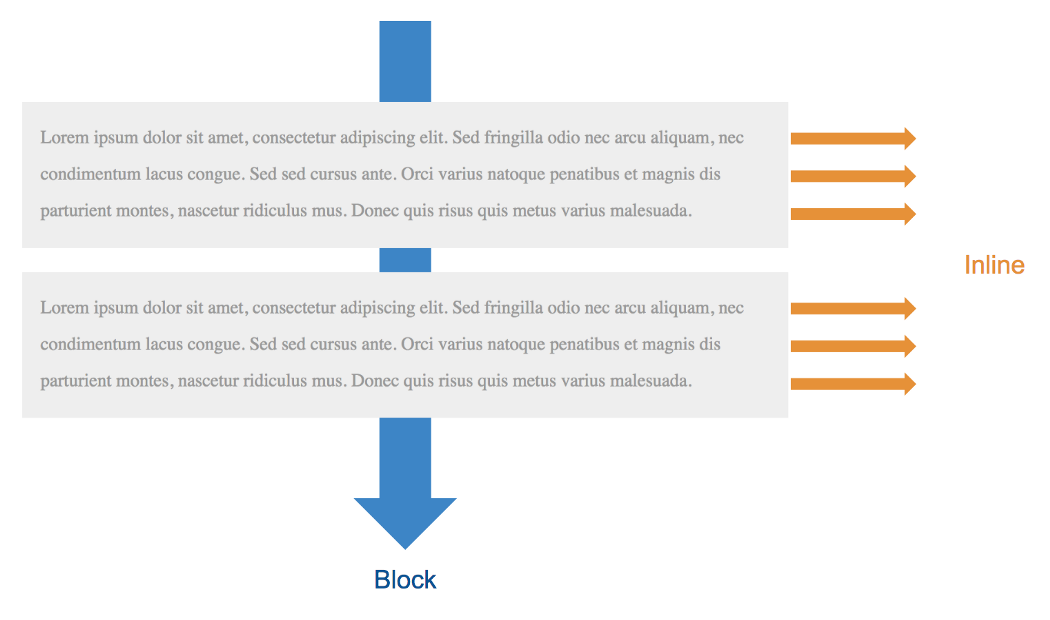 Lorem ipsum dolor sit amet, consectetur adipiscing elit. Sed fringilla odio nec arcu aliquam, nec
condimentum lacus congue. Sed sed cursus ante. Orci varius natoque penatibus et magnis dis
parturient montes, nascetur ridiculus mus. Donec quis risus quis metus varius malesuada.
Inline
Lorem ipsum dolor sit amet, consectetur adipiscing elit. Sed fringilla odio nec arcu aliquam, nec
condimentum lacus congue. Sed sed cursus ante. Orci varius natoque penatibus et magnis dis
parturient montes, nascetur ridiculus mus. Donec quis risus quis metus varius malesuada.
Block